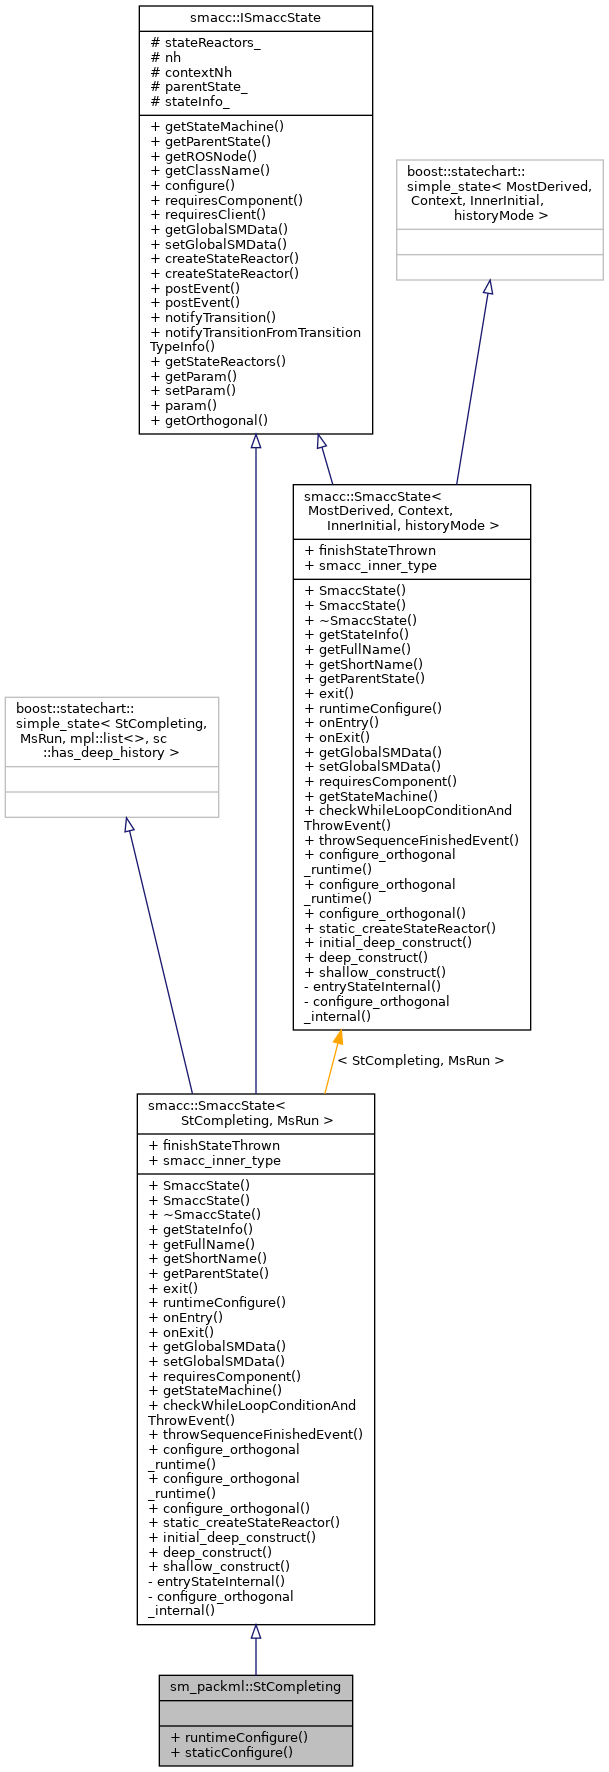 smacc::ISmaccState
# stateReactors_
# nh
# contextNh
# parentState_
# stateInfo_
+ getStateMachine()
+ getParentState()
+ getROSNode()
+ getClassName()
+ configure()
+ requiresComponent()
+ requiresClient()
+ getGlobalSMData()
+ setGlobalSMData()
+ createStateReactor()
+ createStateReactor()
+ postEvent()
+ postEvent()
+ notifyTransition()
+ notifyTransitionFromTransition
TypeInfo()
+ getStateReactors()
+ getParam()
+ setParam()
+ param()
+ getOrthogonal()
boost::statechart::
simple_state< MostDerived,
Context, InnerInitial,
historyMode >
smacc::SmaccState<
MostDerived, Context,
InnerInitial, historyMode >
+ finishStateThrown
+ smacc_inner_type
+ SmaccState()
+ SmaccState()
+ ~SmaccState()
+ getStateInfo()
+ getFullName()
+ getShortName()
+ getParentState()
+ exit()
+ runtimeConfigure()
+ onEntry()
+ onExit()
+ getGlobalSMData()
+ setGlobalSMData()
+ requiresComponent()
+ getStateMachine()
+ checkWhileLoopConditionAnd
ThrowEvent()
+ throwSequenceFinishedEvent()
+ configure_orthogonal
_runtime()
+ configure_orthogonal
_runtime()
+ configure_orthogonal()
+ static_createStateReactor()
+ initial_deep_construct()
+ deep_construct()
+ shallow_construct()
- entryStateInternal()
- configure_orthogonal
_internal()
boost::statechart::
simple_state< StCompleting,
MsRun, mpl::list<>, sc
::has_deep_history >
< StCompleting, MsRun >
smacc::SmaccState<
StCompleting, MsRun >
+ finishStateThrown
+ smacc_inner_type
+ SmaccState()
+ SmaccState()
+ ~SmaccState()
+ getStateInfo()
+ getFullName()
+ getShortName()
+ getParentState()
+ exit()
+ runtimeConfigure()
+ onEntry()
+ onExit()
+ getGlobalSMData()
+ setGlobalSMData()
+ requiresComponent()
+ getStateMachine()
+ checkWhileLoopConditionAnd
ThrowEvent()
+ throwSequenceFinishedEvent()
+ configure_orthogonal
_runtime()
+ configure_orthogonal
_runtime()
+ configure_orthogonal()
+ static_createStateReactor()
+ initial_deep_construct()
+ deep_construct()
+ shallow_construct()
- entryStateInternal()
- configure_orthogonal
_internal()
sm_packml::StCompleting
+ runtimeConfigure()
+ staticConfigure()